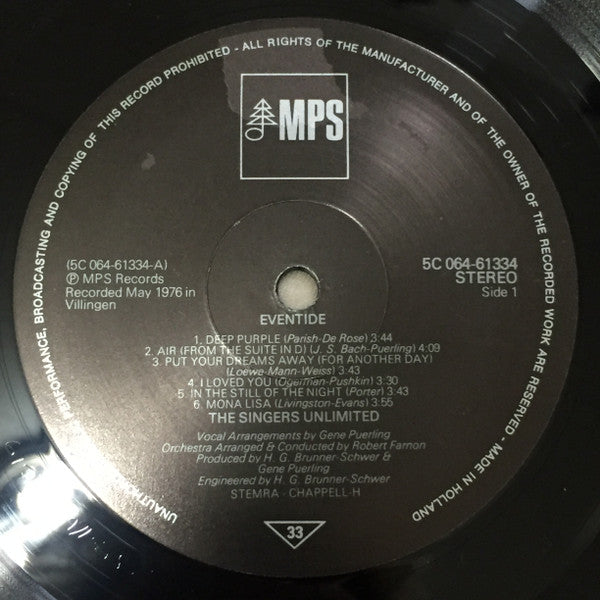 UNAUTHO PERFORMANCE, BROADCASTING AND COPYING OF THIS RECORD PROHIBITED - ALL RIGHTS OF THE MANUFACTURER AND OF THE OWNER OF THE RECORDED WORK ARE RESERVED - MADE IN HOLLAND
MPS
(5C 064-61334-A)
℗ MPS Records
Recorded May 1976 in
Villingen
5C 064-61334
STEREO
Side 1
EVENTIDE
1. DEEP PURPLE (Parish-De Rose) 3:44
2. AIR (FROM THE SUITE IN D) (J. S. Bach-Puerling) 4:09
3. PUT YOUR DREAMS AWAY (FOR ANOTHER DAY)
(Loewe-Mann-Weiss) 3:43
4. I LOVED YOU (Ogerman-Pushkin) 3.30
5. IN THE STILL OF THE NIGHT (Porter) 3:43
6. MONA LISA (Livingston-Evans) 3:55
THE SINGERS UNLIMITED
Vocal Arrangements by Gene Puerling
Orchestra Arranged & Conducted by Robert Farnon
Produced by H. G. Brunner-Schwer &
Gene Puerling
Engineered by H. G. Brunner-Schwer
STEMRA - CHAPPELL-H
33